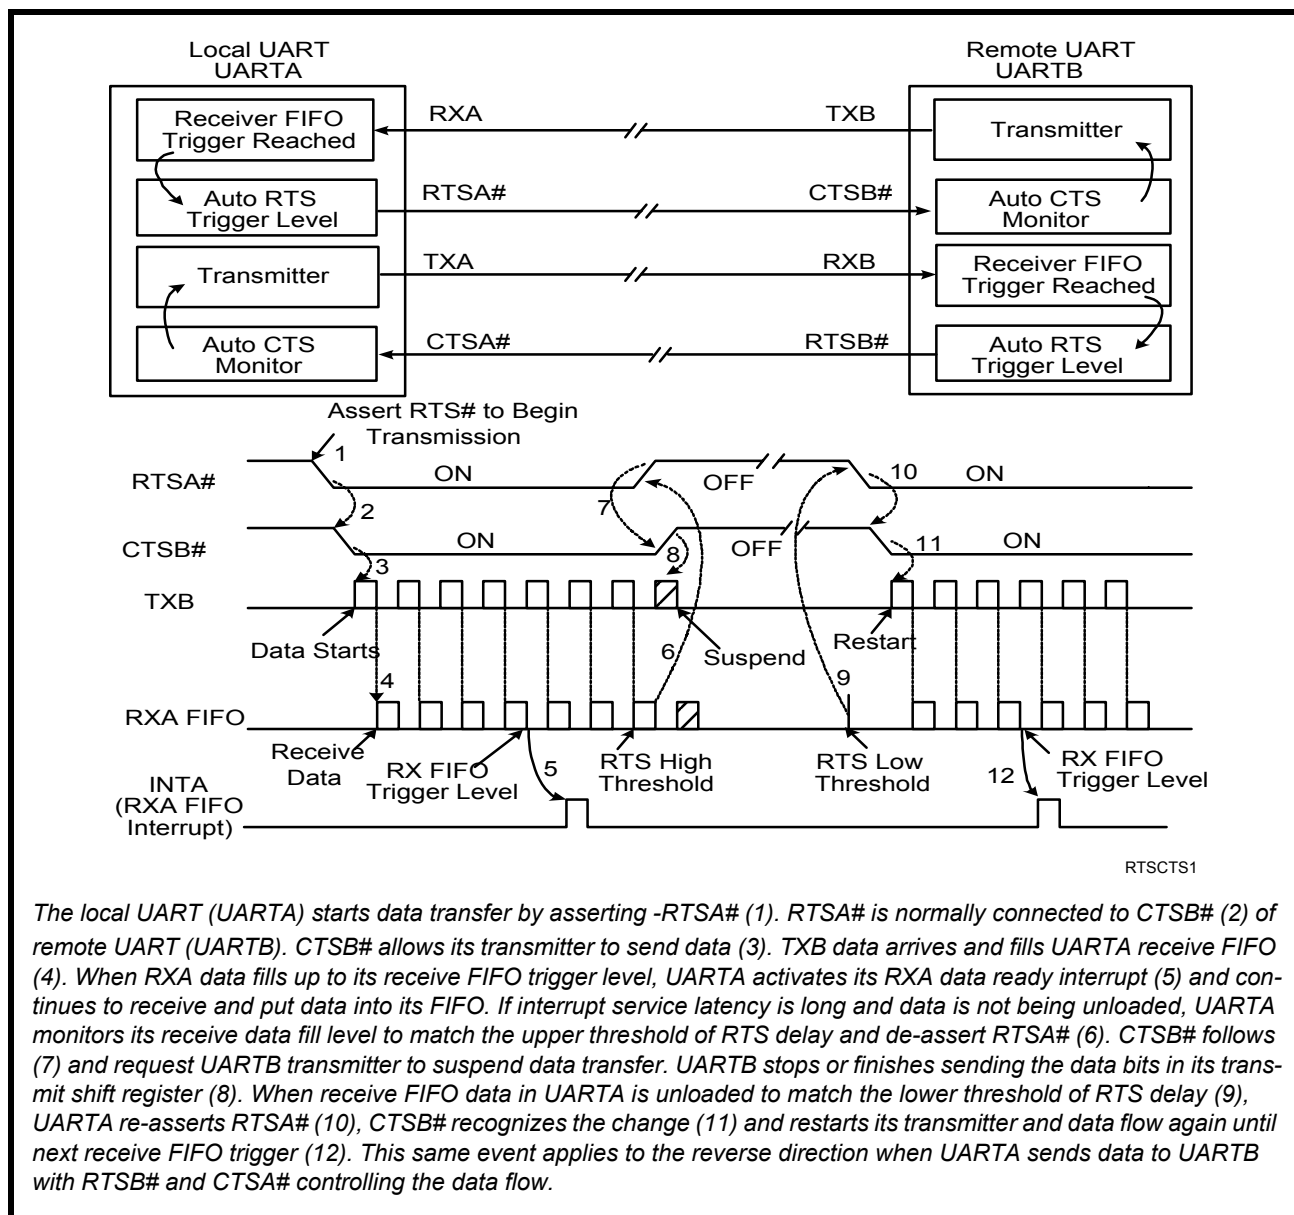 Local UART
UARTA
Remote UART
UARTB
Receiver FIFO
Trigger Reached
RXA
TXB
Transmitter
Auto RTS
Trigger Level
RTSA#
CTSB#
Auto CTS
Monitor
Transmitter
TXA
RXB
Receiver FIFO
Trigger Reached
Auto CTS
Monitor
CTSA#
RTSB#
Auto RTS
Trigger Level
Assert RTS# to Begin
Transmission
1
RTSA#
ON
OFF
10
ON
2
7
CTSB#
ON
8
OFF
11
ON
3
TXB
Data Starts
6
Suspend
Restart
4
9
RXA FIFO
Receive
Data
RX FIFO
Trigger Level
5
RTS High
Threshold
RTS Low
Threshold
12
RX FIFO
Trigger Level
INTA
(RXA FIFO
Interrupt)
RTSCTS1
The local UART (UARTA) starts data transfer by asserting -RTSA# (1). RTSA# is normally connected to CTSB# (2) of
remote UART (UARTB). CTSB# allows its transmitter to send data (3). TXB data arrives and fills UARTA receive FIFO
(4). When RXA data fills up to its receive FIFO trigger level, UARTA activates its RXA data ready interrupt (5) and con-
tinues to receive and put data into its FIFO. If interrupt service latency is long and data is not being unloaded, UARTA
monitors its receive data fill level to match the upper threshold of RTS delay and de-assert RTSA# (6). CTSB# follows
(7) and request UARTB transmitter to suspend data transfer. UARTB stops or finishes sending the data bits in its trans-
mit shift register (8). When receive FIFO data in UARTA is unloaded to match the lower threshold of RTS delay (9),
UARTA re-asserts RTSA# (10), CTSB# recognizes the change (11) and restarts its transmitter and data flow again until
next receive FIFO trigger (12). This same event applies to the reverse direction when UARTA sends data to UARTB
with RTSB# and CTSA# controlling the data flow.